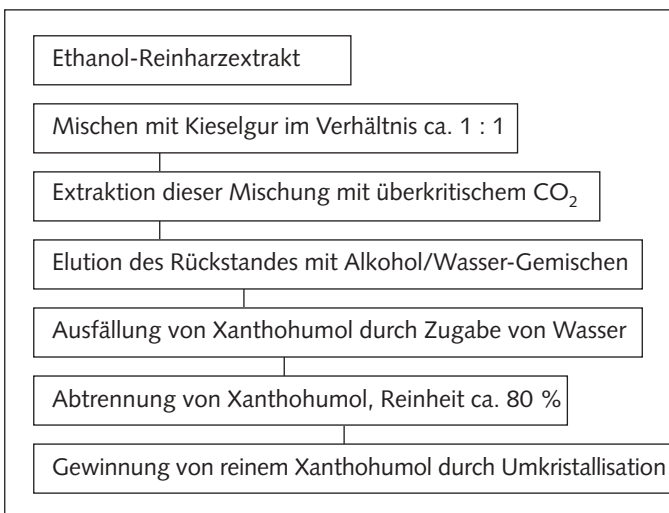 Ethanol-Reinharzextrakt
Mischen mit Kieselgur im Verhältnis ca. 1 : 1
Extraktion dieser Mischung mit überkritischem CO₂
Elution des Rückstandes mit Alkohol/Wasser-Gemischen
Ausfällung von Xanthohumol durch Zugabe von Wasser
Abtrennung von Xanthohumol, Reinheit ca. 80 %
Gewinnung von reinem Xanthohumol durch Umkristallisation